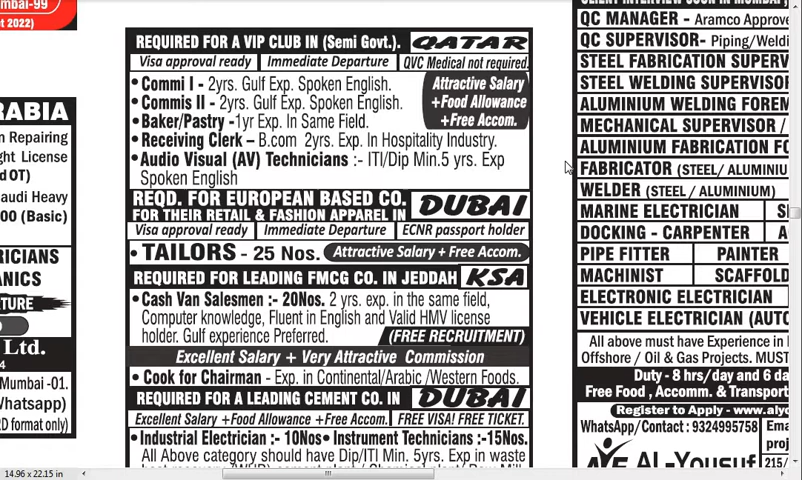 mbai-99
ct 2022)
RABIA
n Repairing
ght License
d OT)
audi Heavy
00 (Basic)
RICIANS
ANICS
TURE
Ltd.
4
Mumbai -01.
Whatsapp)
D format only)
REQUIRED FOR A VIP CLUB IN (Semi Govt.). QATAR
Visa approval ready Immediate Departure QVC Medical not required.
• Commi I - 2yrs. Gulf Exp. Spoken English.
• Commis II - 2yrs. Gulf Exp. Spoken English.
• Baker/Pastry -1yr Exp. In Same Field.
Attractive Salary
+Food Allowance
+Free Accom.
• Receiving Clerk – B.com 2yrs. Exp. In Hospitality Industry.
• Audio Visual (AV) Technicians :- ITI/Dip Min.5 yrs. Exp
Spoken English
REQD. FOR EUROPEAN BASED CO.
FOR THEIR RETAIL & FASHION APPAREL IN DUBAI
Visa approval ready Immediate Departure ECNR passport holder
• TAILORS - 25 Nos. Attractive Salary + Free Accom.
REQUIRED FOR LEADING FMCG CO. IN JEDDAH KSA
• Cash Van Salesmen :- 20Nos. 2 yrs. exp. in the same field,
Computer knowledge, Fluent in English and Valid HMV license
holder. Gulf experience Preferred. (FREE RECRUITMENT)
Excellent Salary + Very Attractive Commission
• Cook for Chairman - Exp. in Continental/Arabic /Western Foods.
REQUIRED FOR A LEADING CEMENT CO. IN DUBAI
Excellent Salary +Food Allowance +Free Accom. FREE VISA! FREE TICKET.
• Industrial Electrician :- 10Nos • Instrument Technicians :-15Nos.
All Above category should have Dip/ITI Min. 5yrs. Exp in waste
QC MANAGER - Aramco Approve
QC SUPERVISOR- Piping/Weldi
STEEL FABRICATION SUPERV
STEEL WELDING SUPERVISO
ALUMINIUM WELDING FOREM
MECHANICAL SUPERVISOR /
ALUMINIUM FABRICATION FO
FABRICATOR (STEEL/ ALUMINIU
WELDER (STEEL / ALUMINIUM)
MARINE ELECTRICIAN S
DOCKING - CARPENTER A
PIPE FITTER PAINTER
MACHINIST SCAFFOLD
ELECTRONIC ELECTRICIAN
VEHICLE ELECTRICIAN (AUTO
All above must have Experience in
Offshore / Oil & Gas Projects. MUST
Duty - 8 hrs/day and 6 da
Free Food , Accomm. & Transport
Register to Apply - www.alyo
WhatsApp/Contact : 9324995758 Ema
proj
AL-Yousuf 215/
14.96 x 22.15 in